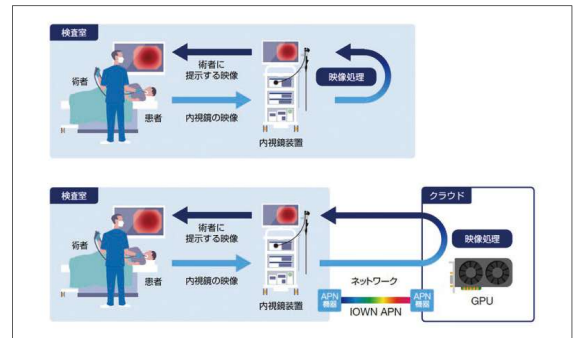 検査室
術者に
提示する映像
映像処理
術者
患者
内視鏡の映像
内視鏡装置
検査室
クラウド
術者に
提示する映像
映像処理
術者
患者
内視鏡の映像
内視鏡装置
ネットワーク
APN
機器
APN
機器
IOWN APN
GPU